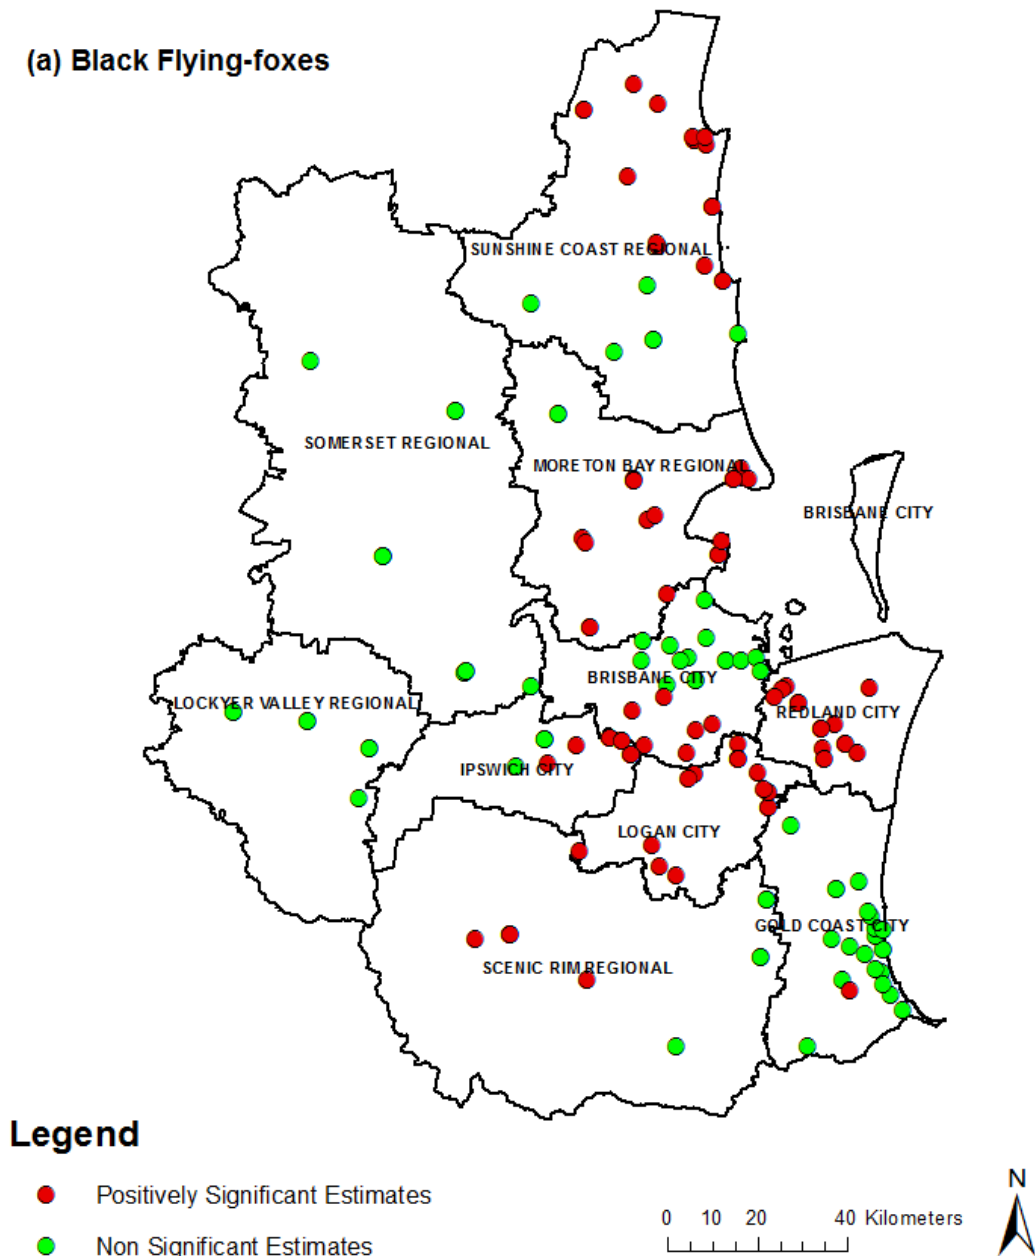 (a) Black Flying-foxes
SUNSHINE COAST REGIONAL
SOMERSET REGIONAL
MORETON BAY REGIONAL
BRISBANE CITY
BRISBANE CITY
LOCKYER VALLEY REGIONAL
REDLAND CITY
IPSWICH CITY
LOGAN CITY
GOLD COAST CITY
SCENIC RIM REGIONAL
Legend
Positively Significant Estimates
Non Significant Estimates
N
0 10 20 40 Kilometers